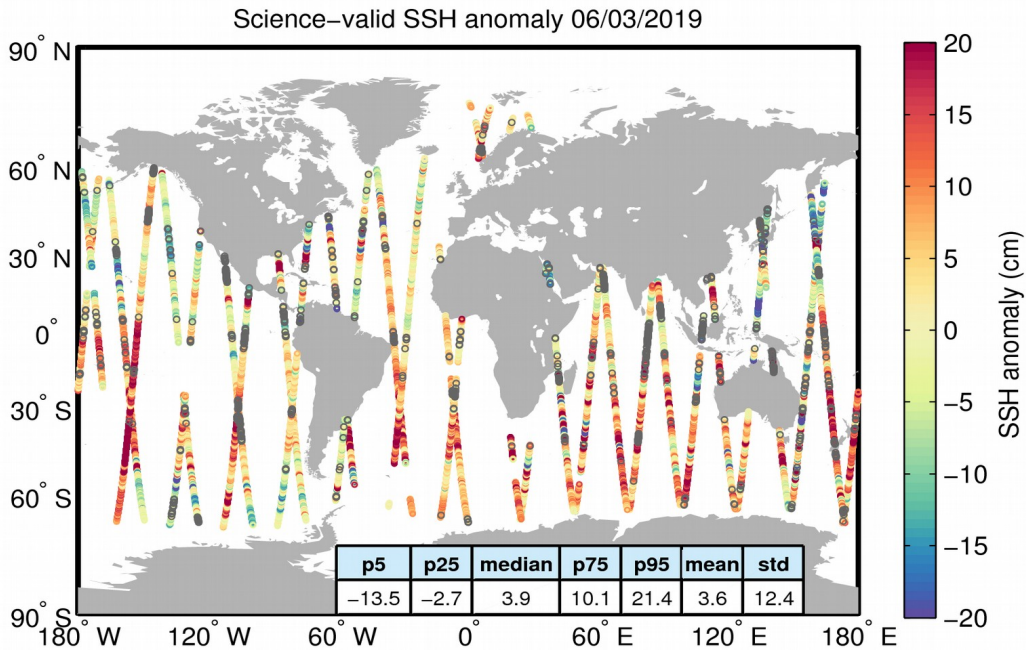 Science−valid SSH anomaly 06/03/2019
90° N
60° N
30° N
0°
30° S
60° S
90° S
180° W
120° W
60° W
0°
60° E
120° E
180° E
p5 p25 median p75 p95 mean std
−13.5 −2.7 3.9 10.1 21.4 3.6 12.4
20
15
10
5
0
−5
−10
−15
−20
SSH anomaly (cm)